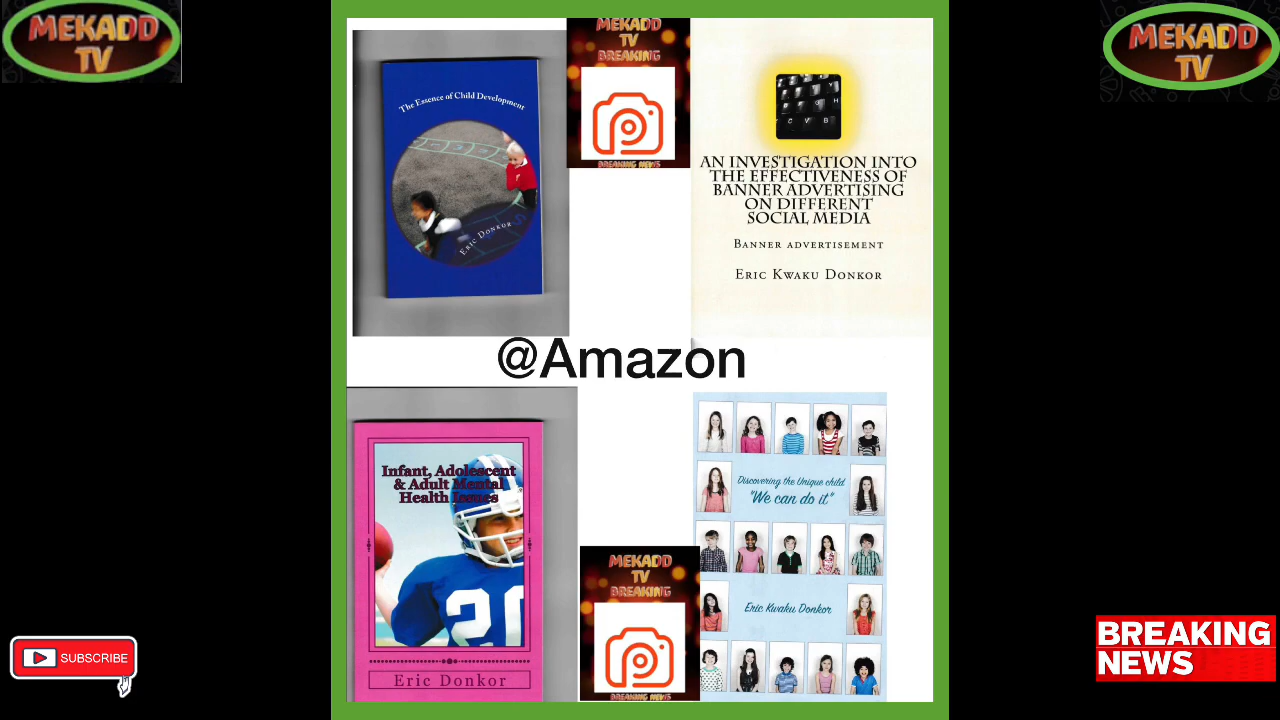 MEKADD
TV
MEKADD
TV
BREAKING
BREAKING NEWS
MEKADD
TV
The Essence of Child Development
Eric Donkor
Y
G H
C V B
AN INVESTIGATION INTO
THE EFFECTIVENESS OF
BANNER ADVERTISING
ON DIFFERENT
SOCIAL MEDIA
BANNER ADVERTISEMENT
ERIC KWAKU DONKOR
@Amazon
Infant, Adolescent
& Adult Mental
Health Issues
20
Eric Donkor
Discovering the Unique child
"We can do it"
Eric Kwaku Donkor
MEKADD
TV
BREAKING
BREAKING NEWS
SUBSCRIBE
BREAKING
NEWS